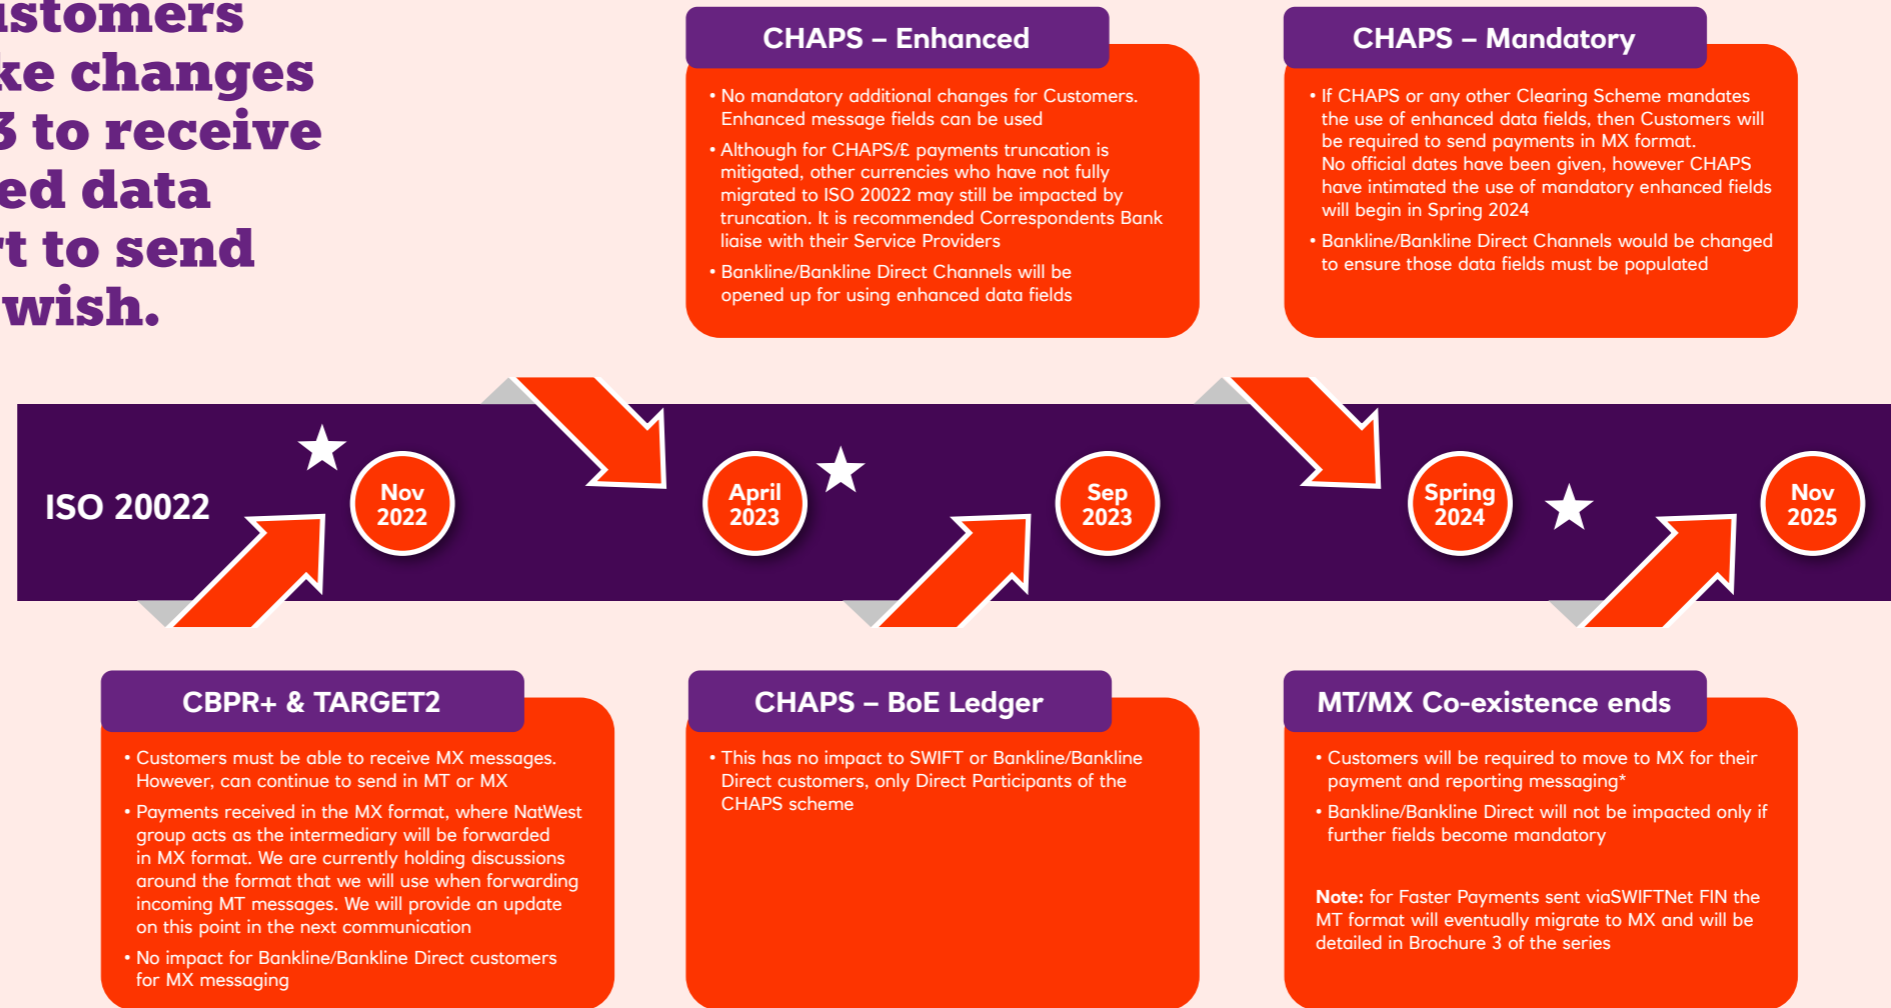 ustomers
ke changes
3 to receive
ed data
rt to send
wish.
CHAPS – Enhanced
• No mandatory additional changes for Customers.
Enhanced message fields can be used
• Although for CHAPS/£ payments truncation is
mitigated, other currencies who have not fully
migrated to ISO 20022 may still be impacted by
truncation. It is recommended Correspondents Bank
liaise with their Service Providers
• Bankline/Bankline Direct Channels will be
opened up for using enhanced data fields
CHAPS – Mandatory
• If CHAPS or any other Clearing Scheme mandates
the use of enhanced data fields, then Customers will
be required to send payments in MX format.
No official dates have been given, however CHAPS
have intimated the use of mandatory enhanced fields
will begin in Spring 2024
• Bankline/Bankline Direct Channels would be changed
to ensure those data fields must be populated
ISO 20022
Nov
2022
April
2023
Sep
2023
Spring
2024
Nov
2025
CBPR+ & TARGET2
• Customers must be able to receive MX messages.
However, can continue to send in MT or MX
• Payments received in the MX format, where NatWest
group acts as the intermediary will be forwarded
in MX format. We are currently holding discussions
around the format that we will use when forwarding
incoming MT messages. We will provide an update
on this point in the next communication
• No impact for Bankline/Bankline Direct customers
for MX messaging
CHAPS – BoE Ledger
• This has no impact to SWIFT or Bankline/Bankline
Direct customers, only Direct Participants of the
CHAPS scheme
MT/MX Co-existence ends
• Customers will be required to move to MX for their
payment and reporting messaging*
• Bankline/Bankline Direct will not be impacted only if
further fields become mandatory
Note: for Faster Payments sent viaSWIFTNet FIN the
MT format will eventually migrate to MX and will be
detailed in Brochure 3 of the series